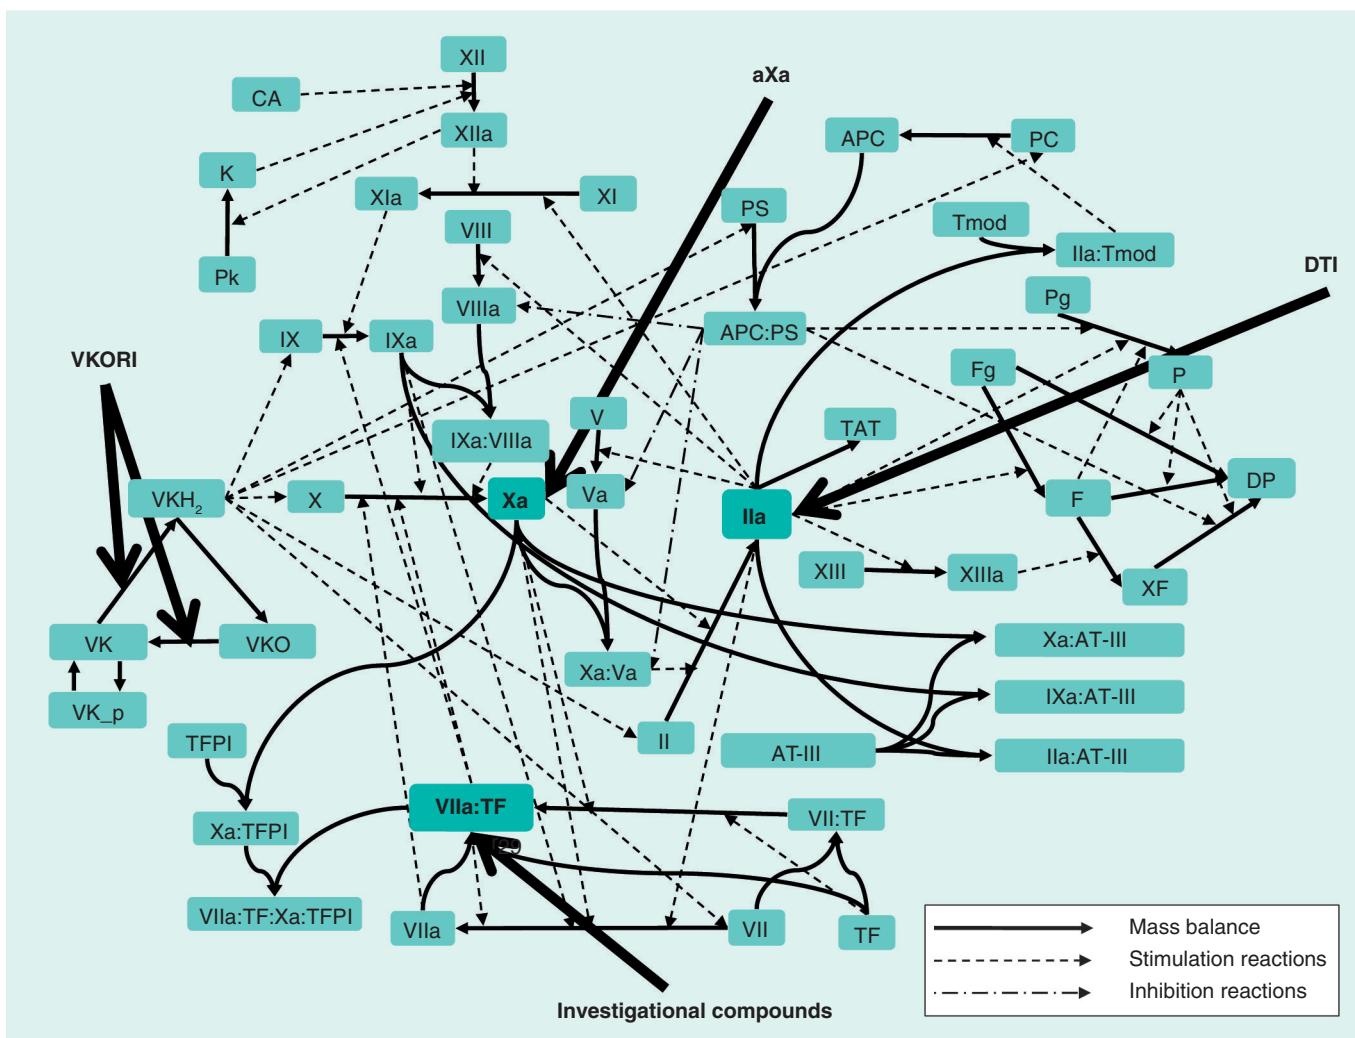 XII
aXa
CA
XIIa
APC
PC
K
XIa
XI
PS
Tmod
VIII
IIa:Tmod
Pk
DTI
Pg
VIIIa
APC:PS
IX
IXa
VKORI
Fg
P
V
TAT
IXa:VIIIa
DP
VKH2
X
Xa
Va
IIa
F
XIII
XIIIa
XF
VK
VKO
Xa:AT-III
Xa:Va
IXa:AT-III
VK_p
TFPI
II
AT-III
IIa:AT-III
VIIa:TF
VII:TF
Xa:TFPI
VIIa:TF:Xa:TFPI
VIIa
VII
TF
Mass balance
Stimulation reactions
Inhibition reactions
Investigational compounds